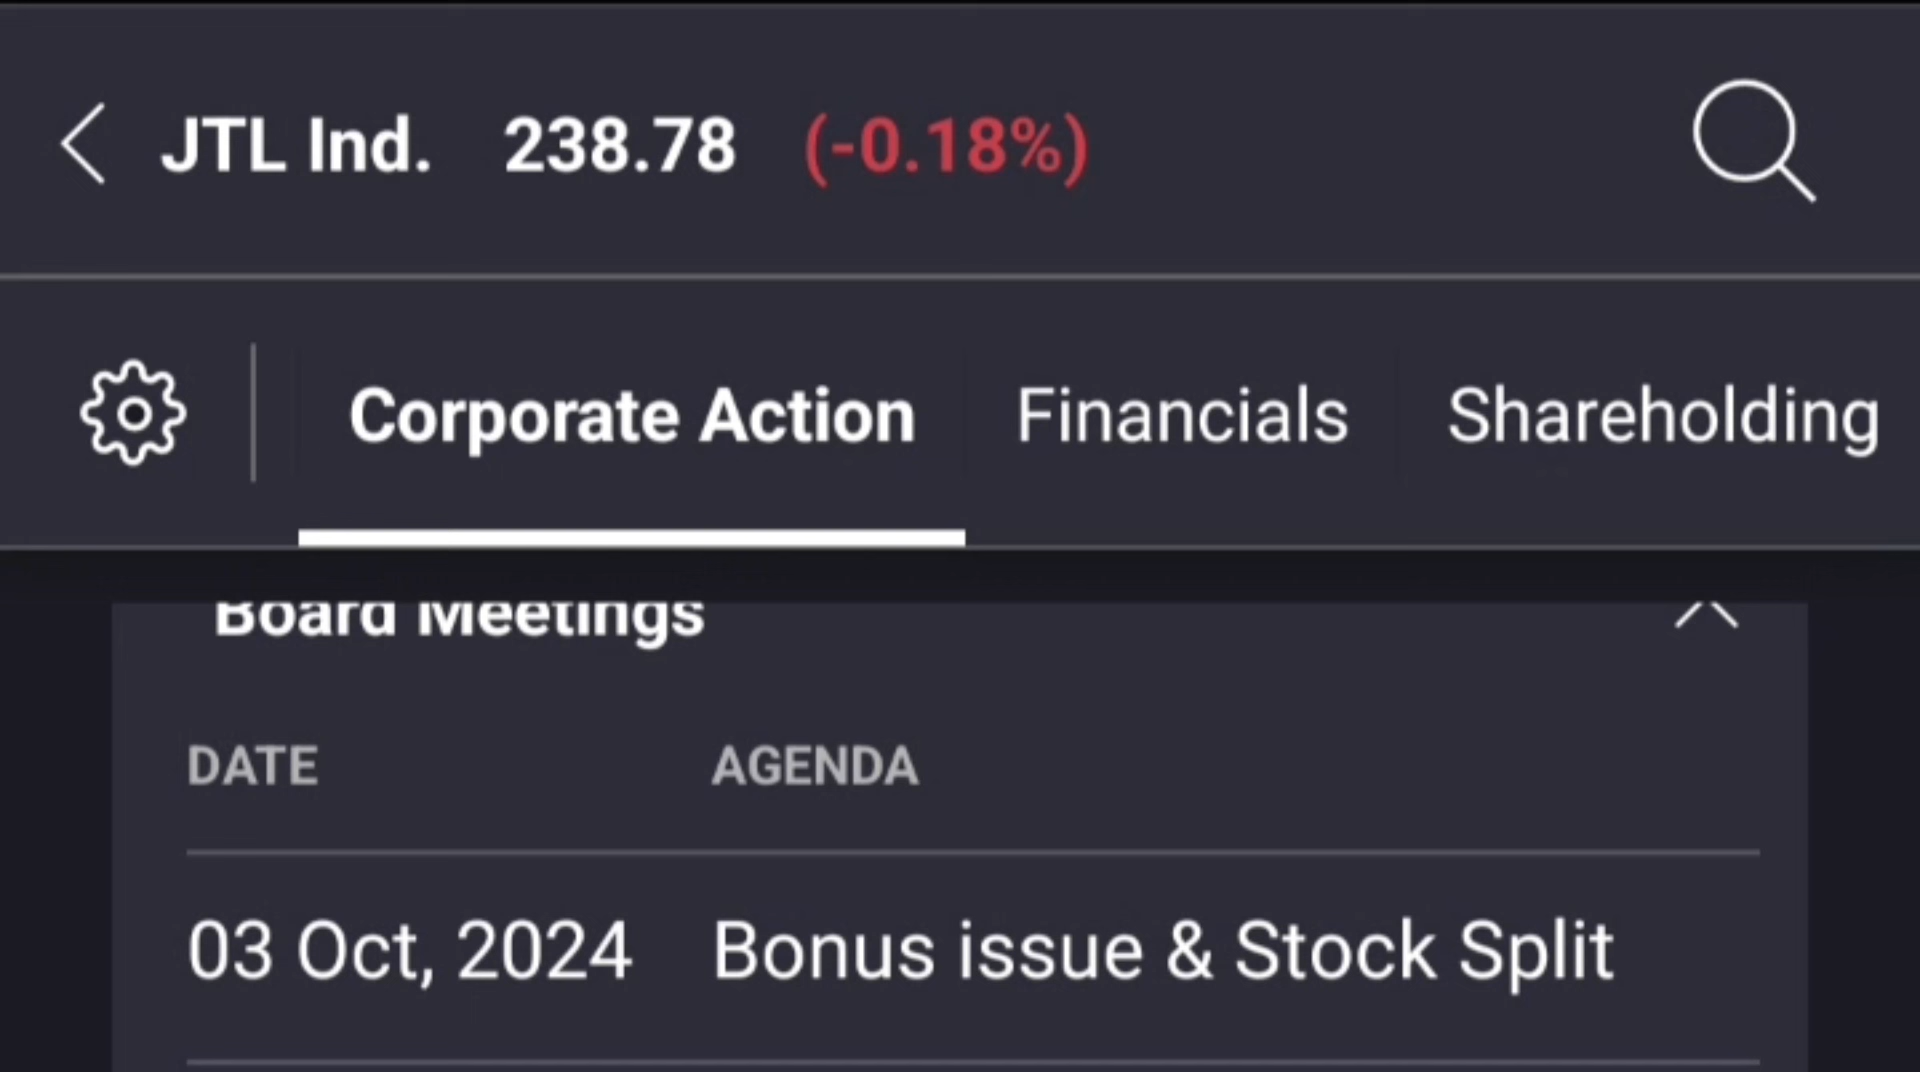 JTL Ind. 238.78 (-0.18%)
Corporate Action Financials Shareholding
Board Meetings
DATE AGENDA
03 Oct, 2024 Bonus issue & Stock Split